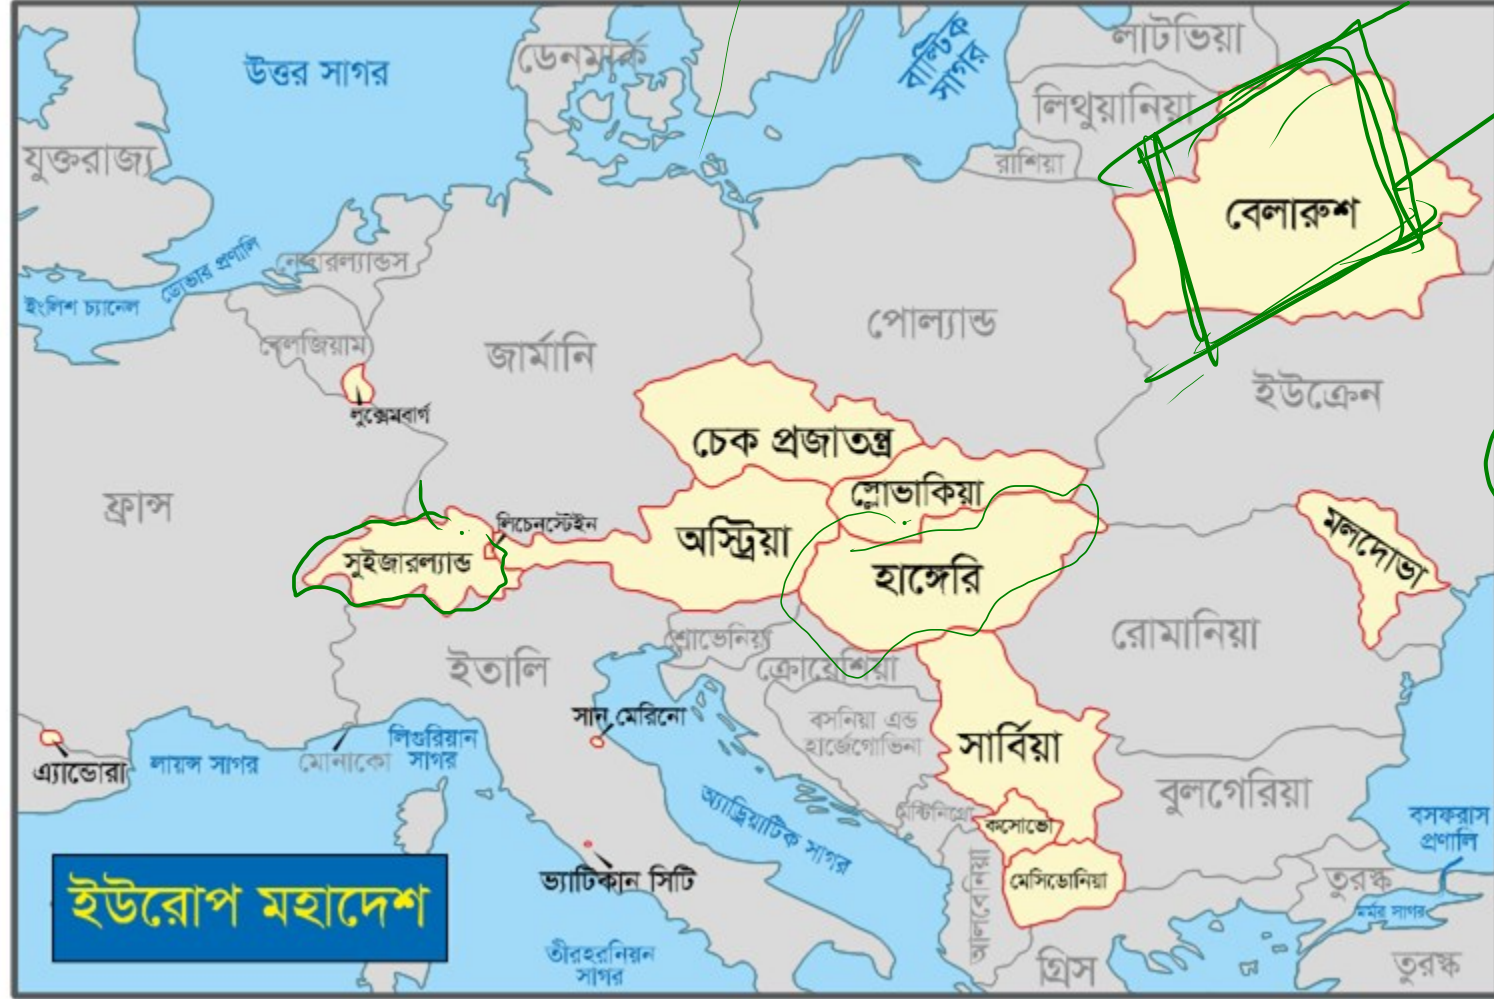 লাটভিয়া
ডেনমার্ক
বাল্টিক
সাগর
উত্তর সাগর
লিথুয়ানিয়া
যুক্তরাজ্য
রাশিয়া
বেলারুশ
ডোভার প্রণালি
নেদারল্যান্ডস
ইংলিশ চ্যানেল
পোল্যান্ড
বেলজিয়াম
জার্মানি
ইউক্রেন
লুক্সেমবার্গ
চেক প্রজাতন্ত্র
স্লোভাকিয়া
ফ্রান্স
লিচেনস্টেইন
মলদোভা
অস্ট্রিয়া
সুইজারল্যান্ড
হাঙ্গেরি
রোমানিয়া
স্লোভেনিয়া
ইতালি
ক্রোয়েশিয়া
সান মেরিনো
বসনিয়া এন্ড
হার্জেগোভিনা
লিগুরিয়ান
সাগর
সার্বিয়া
এ্যান্ডোরা
লায়ন্স সাগর
মোনাকো
বুলগেরিয়া
অ্যাড্রিয়াটিক সাগর
মন্টিনিগ্রো
কসোভো
বসফরাস
প্রণালি
ভ্যাটিকান সিটি
মেসিডোনিয়া
তুরস্ক
ইউরোপ মহাদেশ
আলবেনিয়া
মর্মর সাগর
তীরহরনিয়ন
সাগর
গ্রিস
তুরস্ক